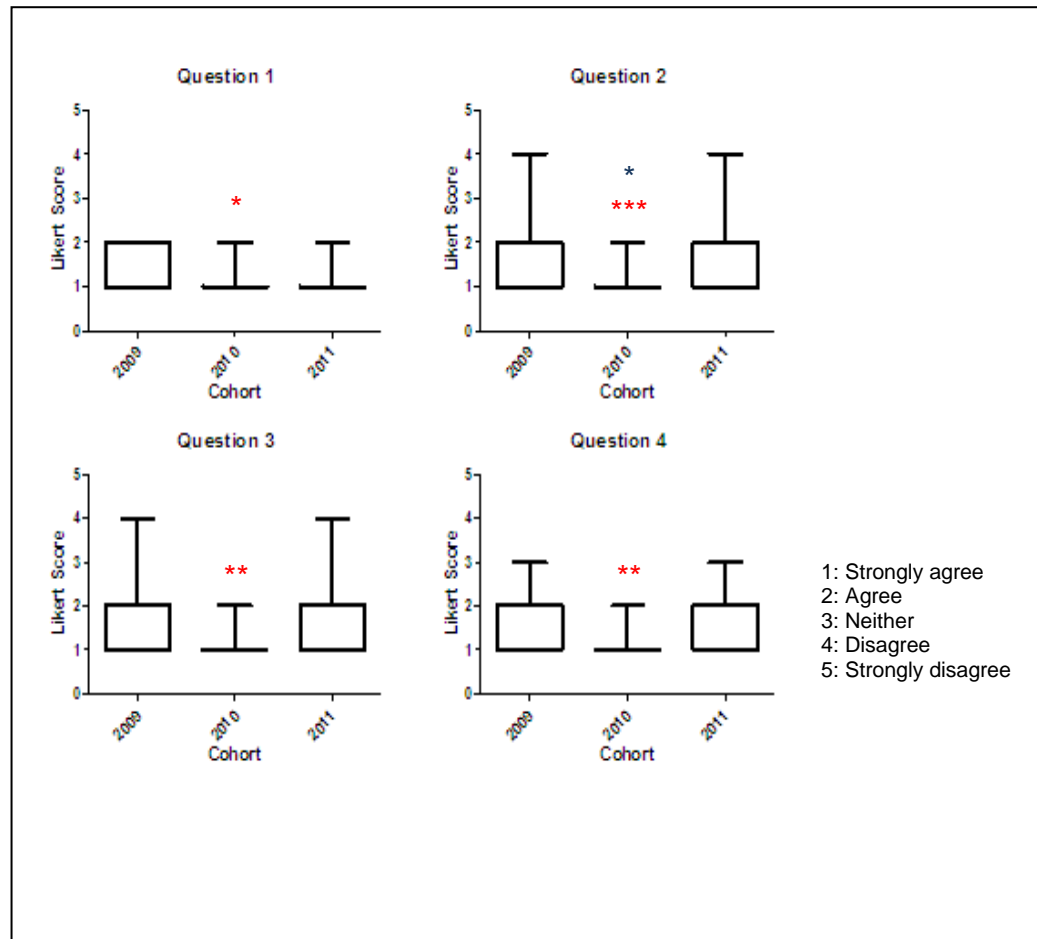 Question 1
5
4
3
2
1
0
Likert Score
*
2009
2010
2011
Cohort
Question 2
5
4
3
2
1
0
Likert Score
*
***
2009
2010
2011
Cohort
Question 3
5
4
3
2
1
0
Likert Score
**
2009
2010
2011
Cohort
Question 4
5
4
3
2
1
0
Likert Score
**
2009
2010
2011
Cohort
1: Strongly agree
2: Agree
3: Neither
4: Disagree
5: Strongly disagree